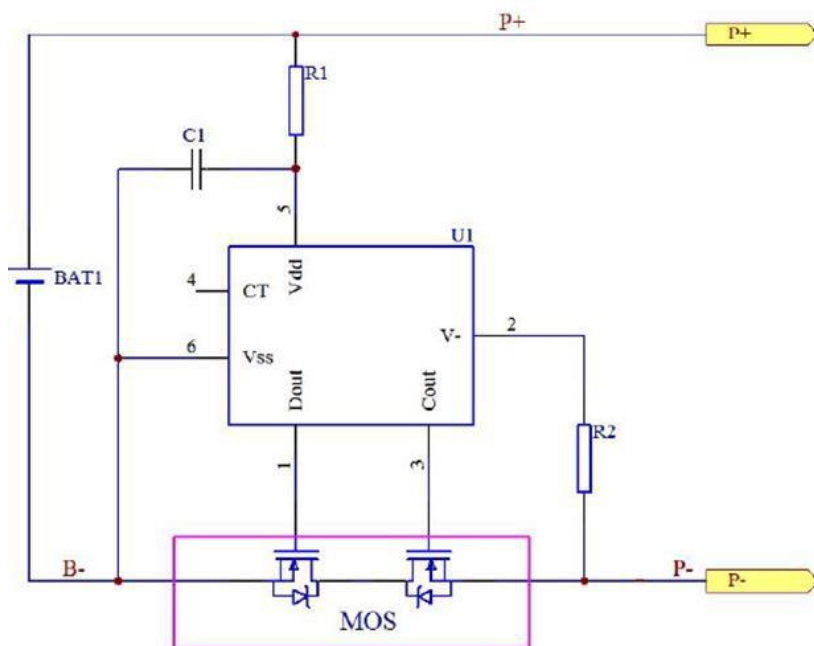 P+ P+
R1
C1
5
U1
BAT1
4 CT Vdd
V- 2
6 Vss
Dout Cout
R2
1 3
B- P- P-
MOS